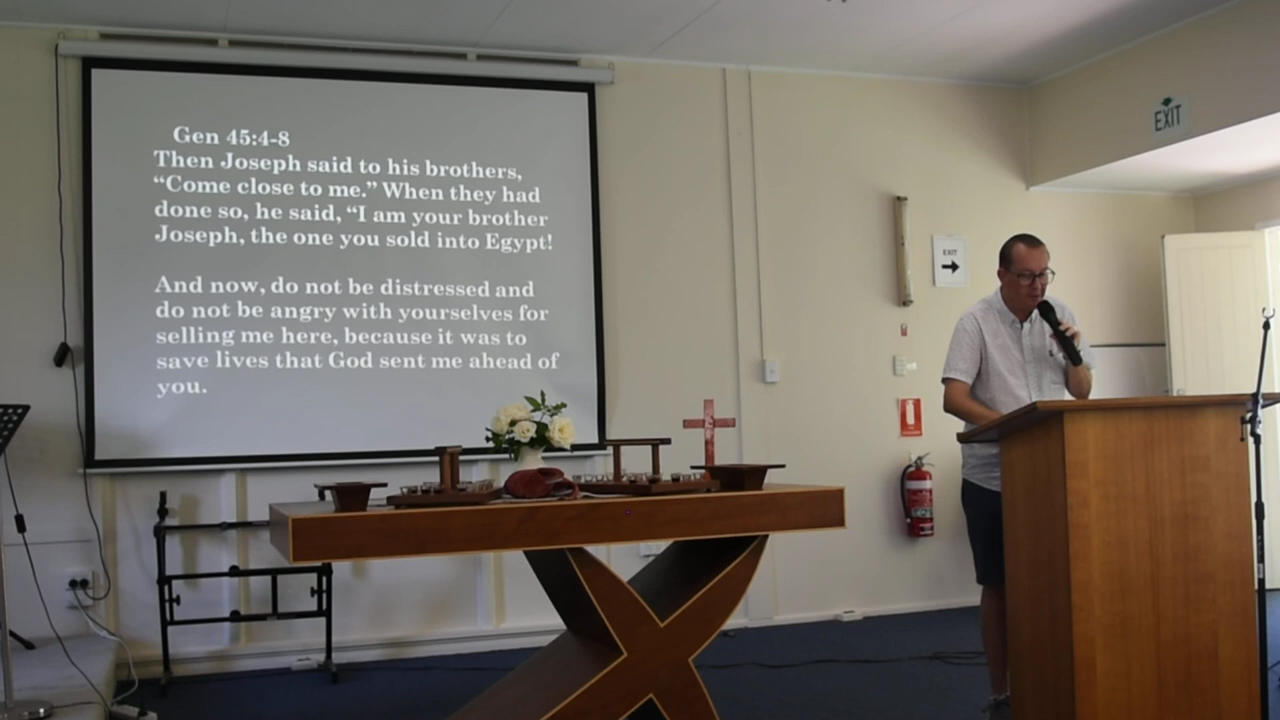 Gen 45:4-8
Then Joseph said to his brothers,
“Come close to me.” When they had
done so, he said, “I am your brother
Joseph, the one you sold into Egypt!
And now, do not be distressed and
do not be angry with yourselves for
selling me here, because it was to
save lives that God sent me ahead of
you.
EXIT
EXIT